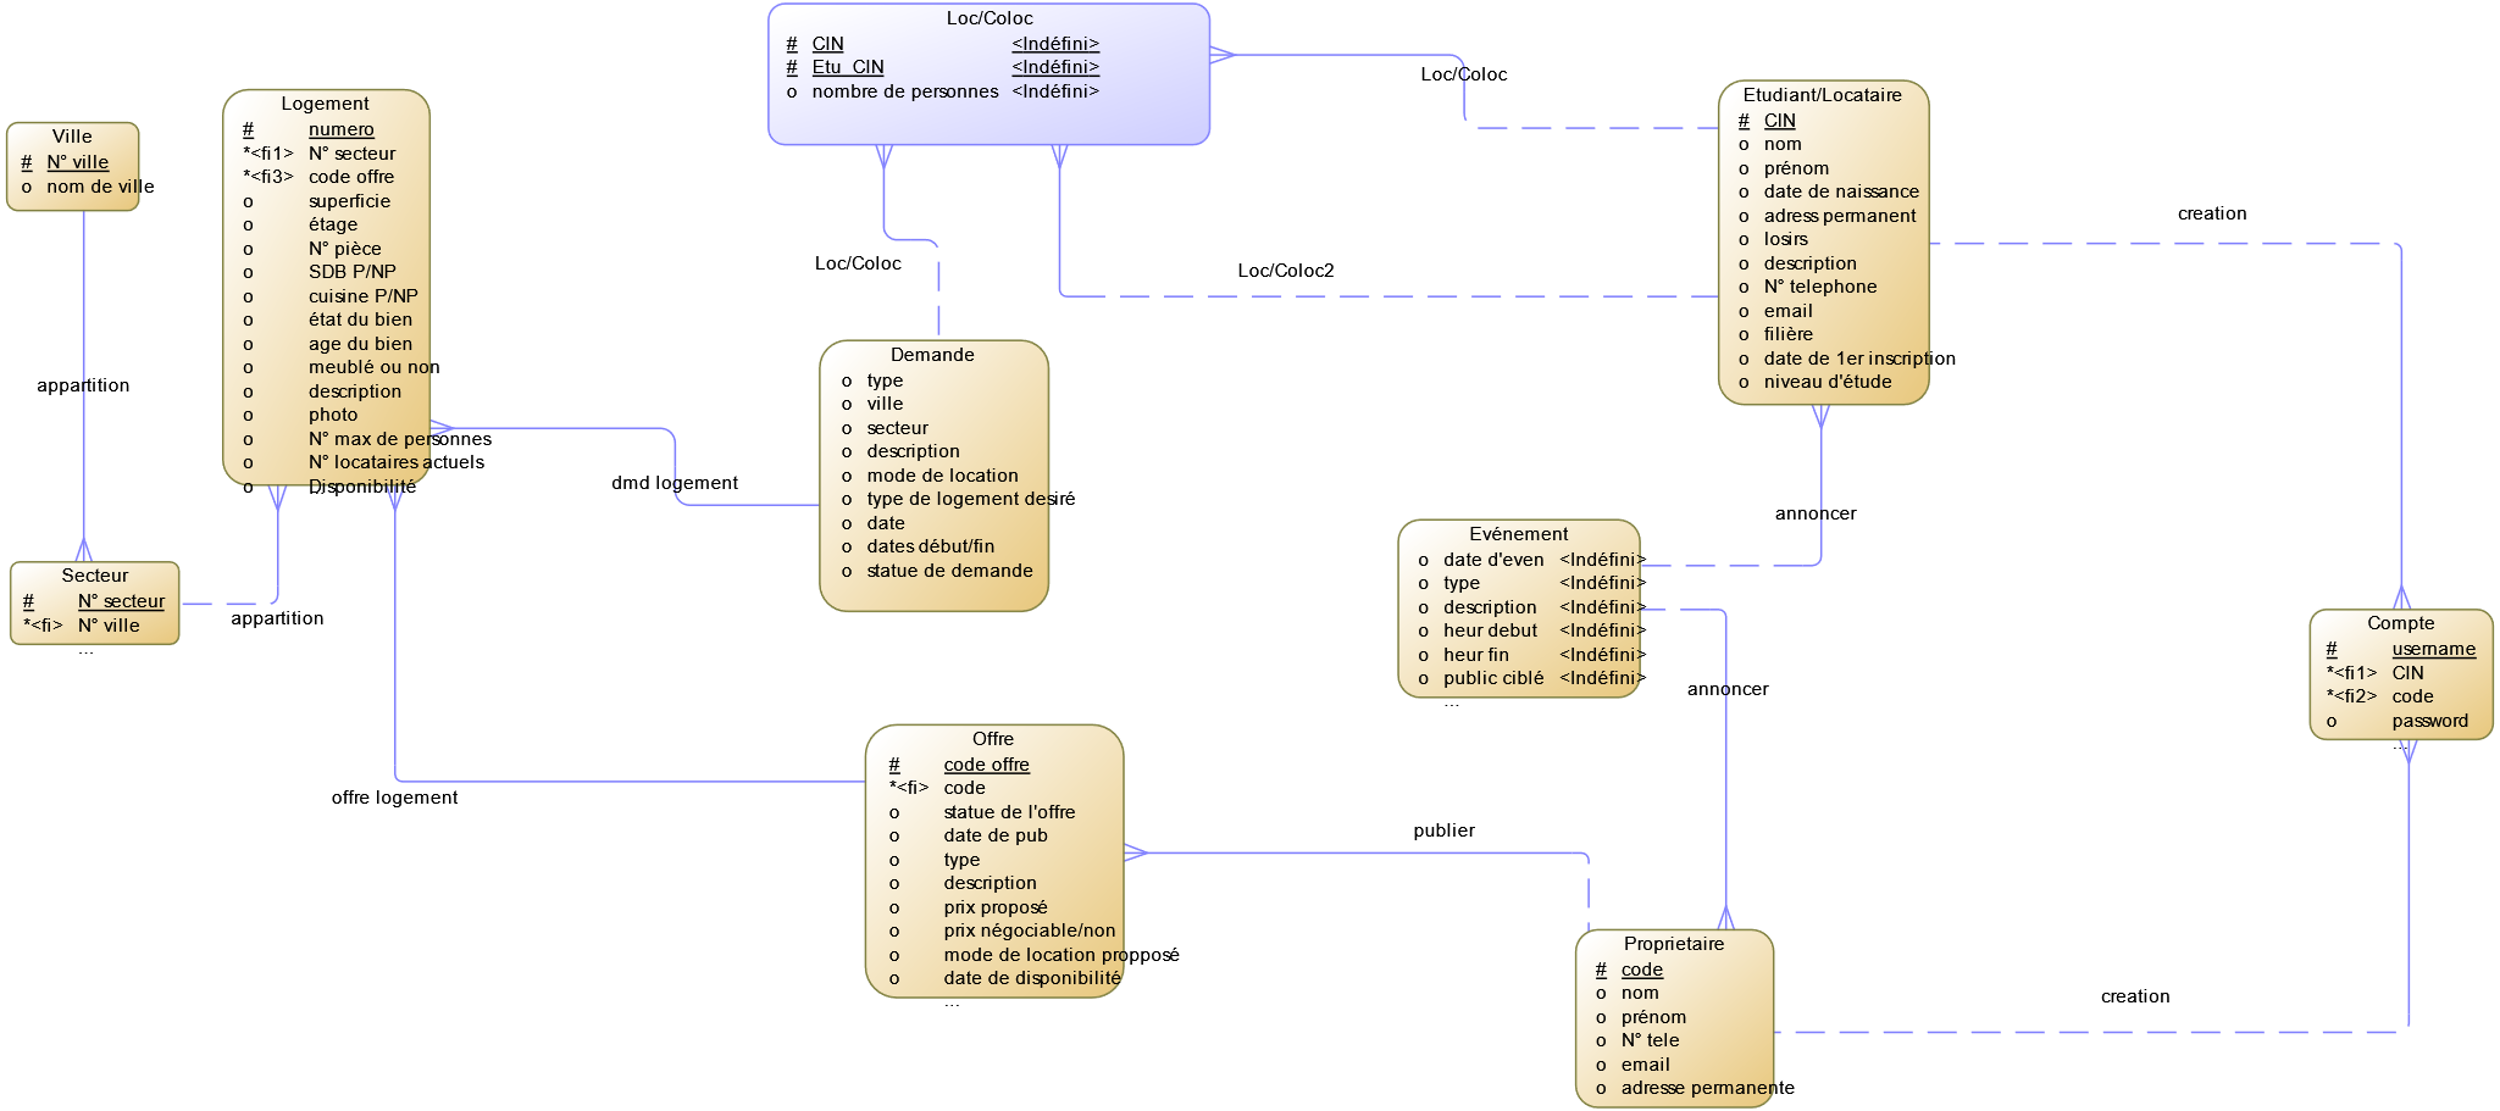 Loc/Coloc
# CIN <Indéfini>
# Etu_CIN <Indéfini>
o nombre de personnes <Indéfini>
Loc/Coloc
Etudiant/Locataire
# CIN
o nom
o prénom
o date de naissance
o adress permanent
o losirs
o description
o N° telephone
o email
o filière
o date de 1er inscription
o niveau d'étude
Logement
# numero
*<fi1> N° secteur
*<fi3> code offre
o superficie
o étage
o N° pièce
o SDB P/NP
o cuisine P/NP
o état du bien
o age du bien
o meublé ou non
o description
o photo
o N° max de personnes
o N° locataires actuels
o Disponibilité
...
Ville
# N° ville
o nom de ville
creation
Loc/Coloc
Loc/Coloc2
appartition
Demande
o type
o ville
o secteur
o description
o mode de location
o type de logement desiré
o date
o dates début/fin
o statue de demande
dmd logement
annoncer
Evénement
o date d'even <Indéfini>
o type <Indéfini>
o description <Indéfini>
o heur debut <Indéfini>
o heur fin <Indéfini>
o public ciblé <Indéfini>
...
Secteur
# N° secteur
*<fi> N° ville
...
appartition
Compte
# username
*<fi1> CIN
*<fi2> code
o password
...
annoncer
Offre
# code offre
*<fi> code
o statue de l'offre
o date de pub
o type
o description
o prix proposé
o prix négociable/non
o mode de location propposé
o date de disponibilité
...
offre logement
publier
Proprietaire
# code
o nom
o prénom
o N° tele
o email
o adresse permanente
creation